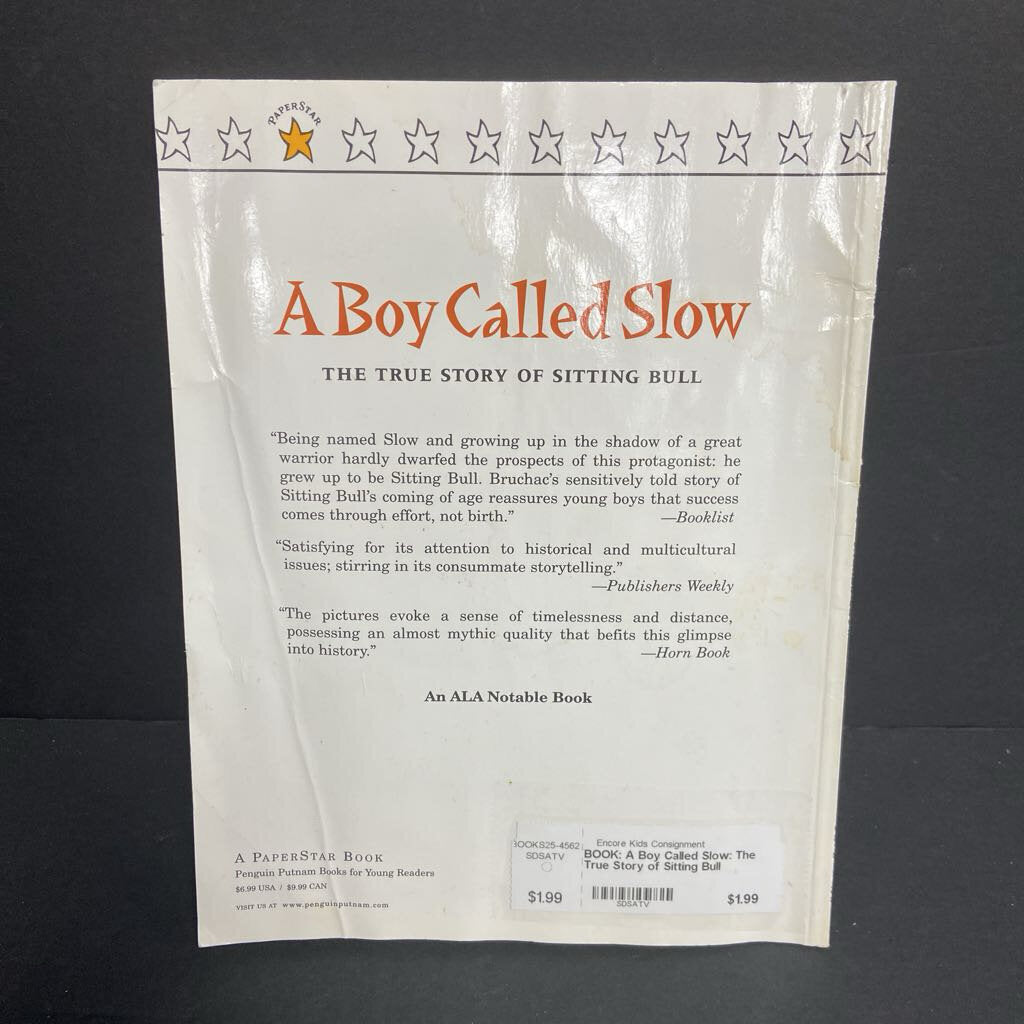 PAPERSTAR
A Boy Called Slow
THE TRUE STORY OF SITTING BULL
“Being named Slow and growing up in the shadow of a great
warrior hardly dwarfed the prospects of this protagonist: he
grew up to be Sitting Bull. Bruchac’s sensitively told story of
Sitting Bull’s coming of age reassures young boys that success
comes through effort, not birth.” —Booklist
“Satisfying for its attention to historical and multicultural
issues; stirring in its consummate storytelling.”
—Publishers Weekly
“The pictures evoke a sense of timelessness and distance,
possessing an almost mythic quality that befits this glimpse
into history.” —Horn Book
An ALA Notable Book
A PAPERSTAR BOOK
Penguin Putnam Books for Young Readers
$6.99 USA / $9.99 CAN
VISIT US AT www.penguinputnam.com
BOOKS25-4562
SDSATV
$1.99
Encore Kids Consignment
BOOK: A Boy Called Slow: The
True Story of Sitting Bull
SDSATV
$1.99